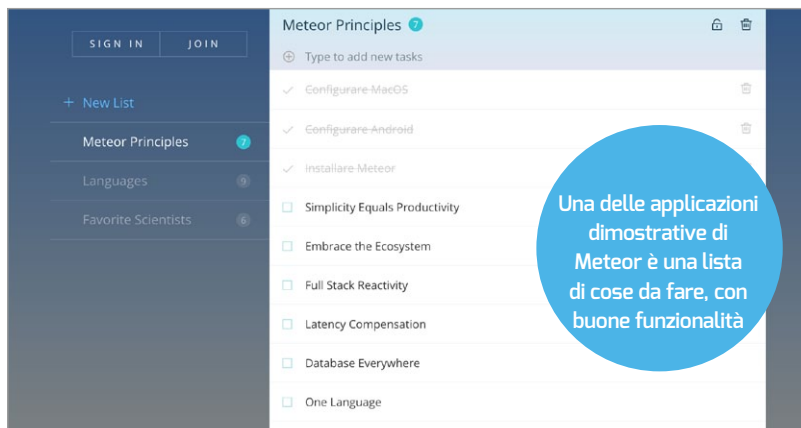 SIGN IN JOIN
+ New List
Meteor Principles 7
Languages 9
Favorite Scientists 6
Meteor Principles 7
Type to add new tasks
Configurare MacOS
Configurare Android
Installare Meteor
Simplicity Equals Productivity
Embrace the Ecosystem
Full Stack Reactivity
Latency Compensation
Database Everywhere
One Language
Una delle applicazioni
dimostrative di
Meteor è una lista
di cose da fare, con
buone funzionalità